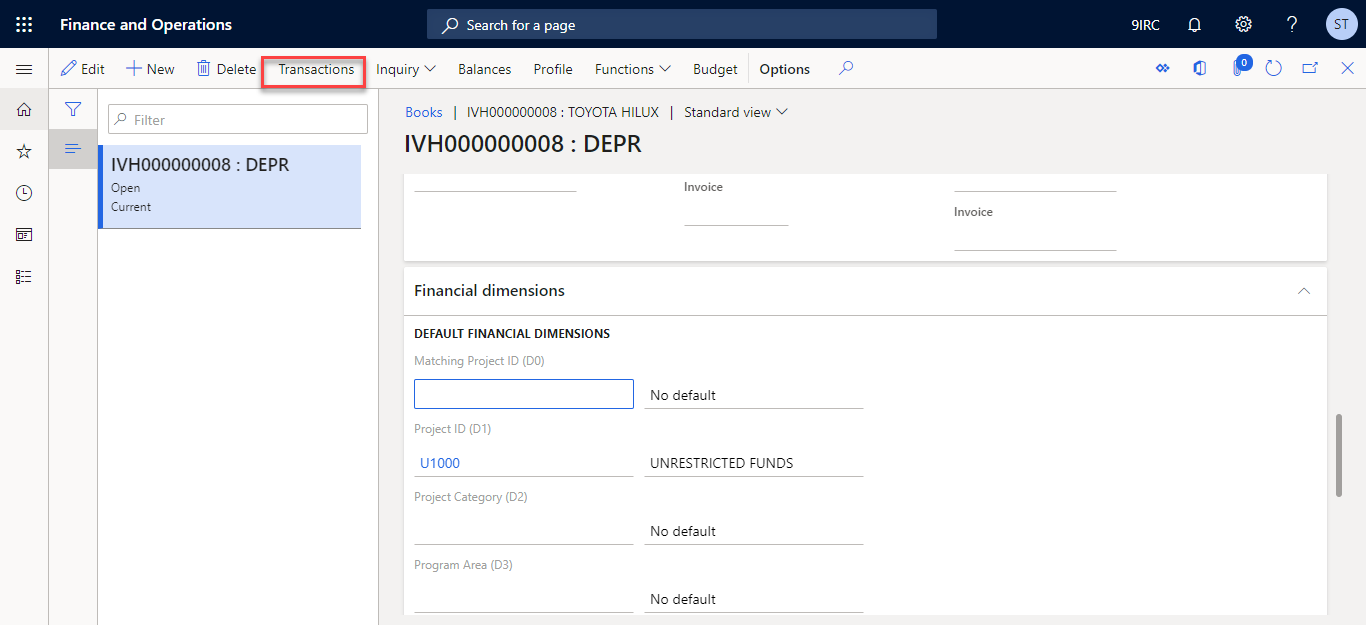 Finance and Operations
Search for a page
9IRC
?
ST
Edit
New
Delete
Transactions
Inquiry
Balances
Profile
Functions
Budget
Options
0
Filter
IVH000000008 : DEPR
Open
Current
Books | IVH000000008 : TOYOTA HILUX | Standard view
IVH000000008 : DEPR
Invoice
Invoice
Financial dimensions
DEFAULT FINANCIAL DIMENSIONS
Matching Project ID (D0)
No default
Project ID (D1)
U1000
UNRESTRICTED FUNDS
Project Category (D2)
No default
Program Area (D3)
No default